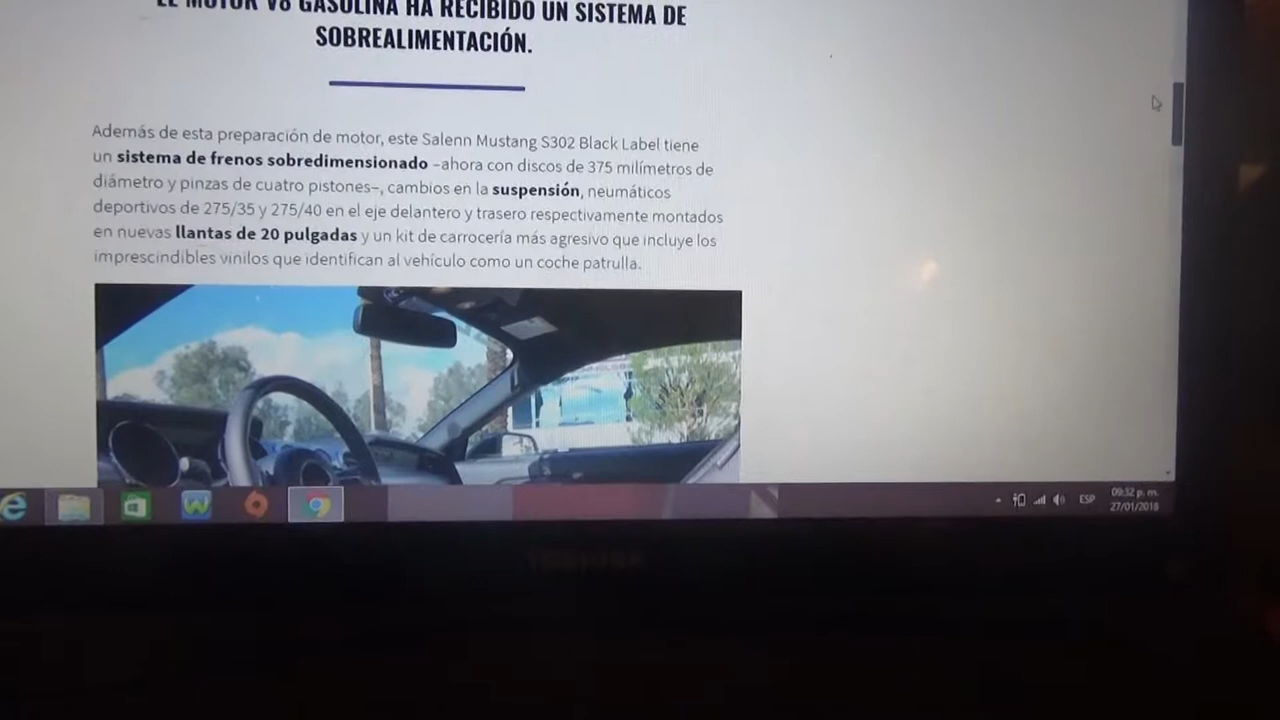 EL MOTOR V8 GASOLINA HA RECIBIDO UN SISTEMA DE
SOBREALIMENTACIÓN.
Además de esta preparación de motor, este Salenn Mustang S302 Black Label tiene
un sistema de frenos sobredimensionado –ahora con discos de 375 milímetros de
diámetro y pinzas de cuatro pistones–, cambios en la suspensión, neumáticos
deportivos de 275/35 y 275/40 en el eje delantero y trasero respectivamente montados
en nuevas llantas de 20 pulgadas y un kit de carrocería más agresivo que incluye los
imprescindibles vinilos que identifican al vehículo como un coche patrulla.
ESP
09:32 p. m.
27/01/2018
TOSHIBA